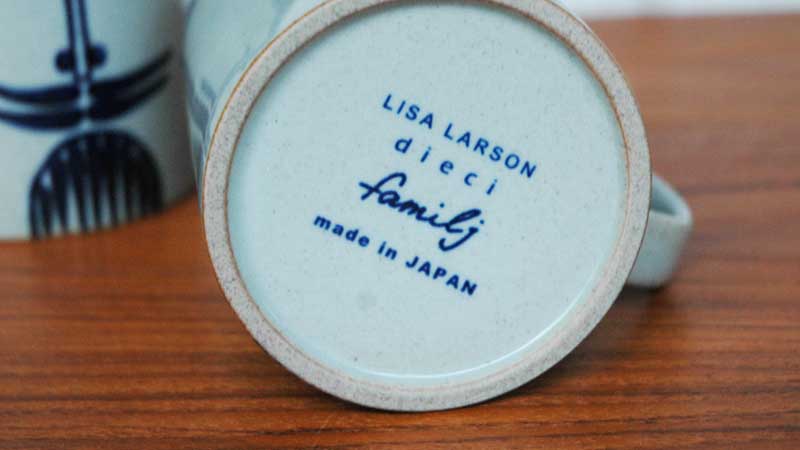 LISA LARSON
dieci
familj
made in JAPAN